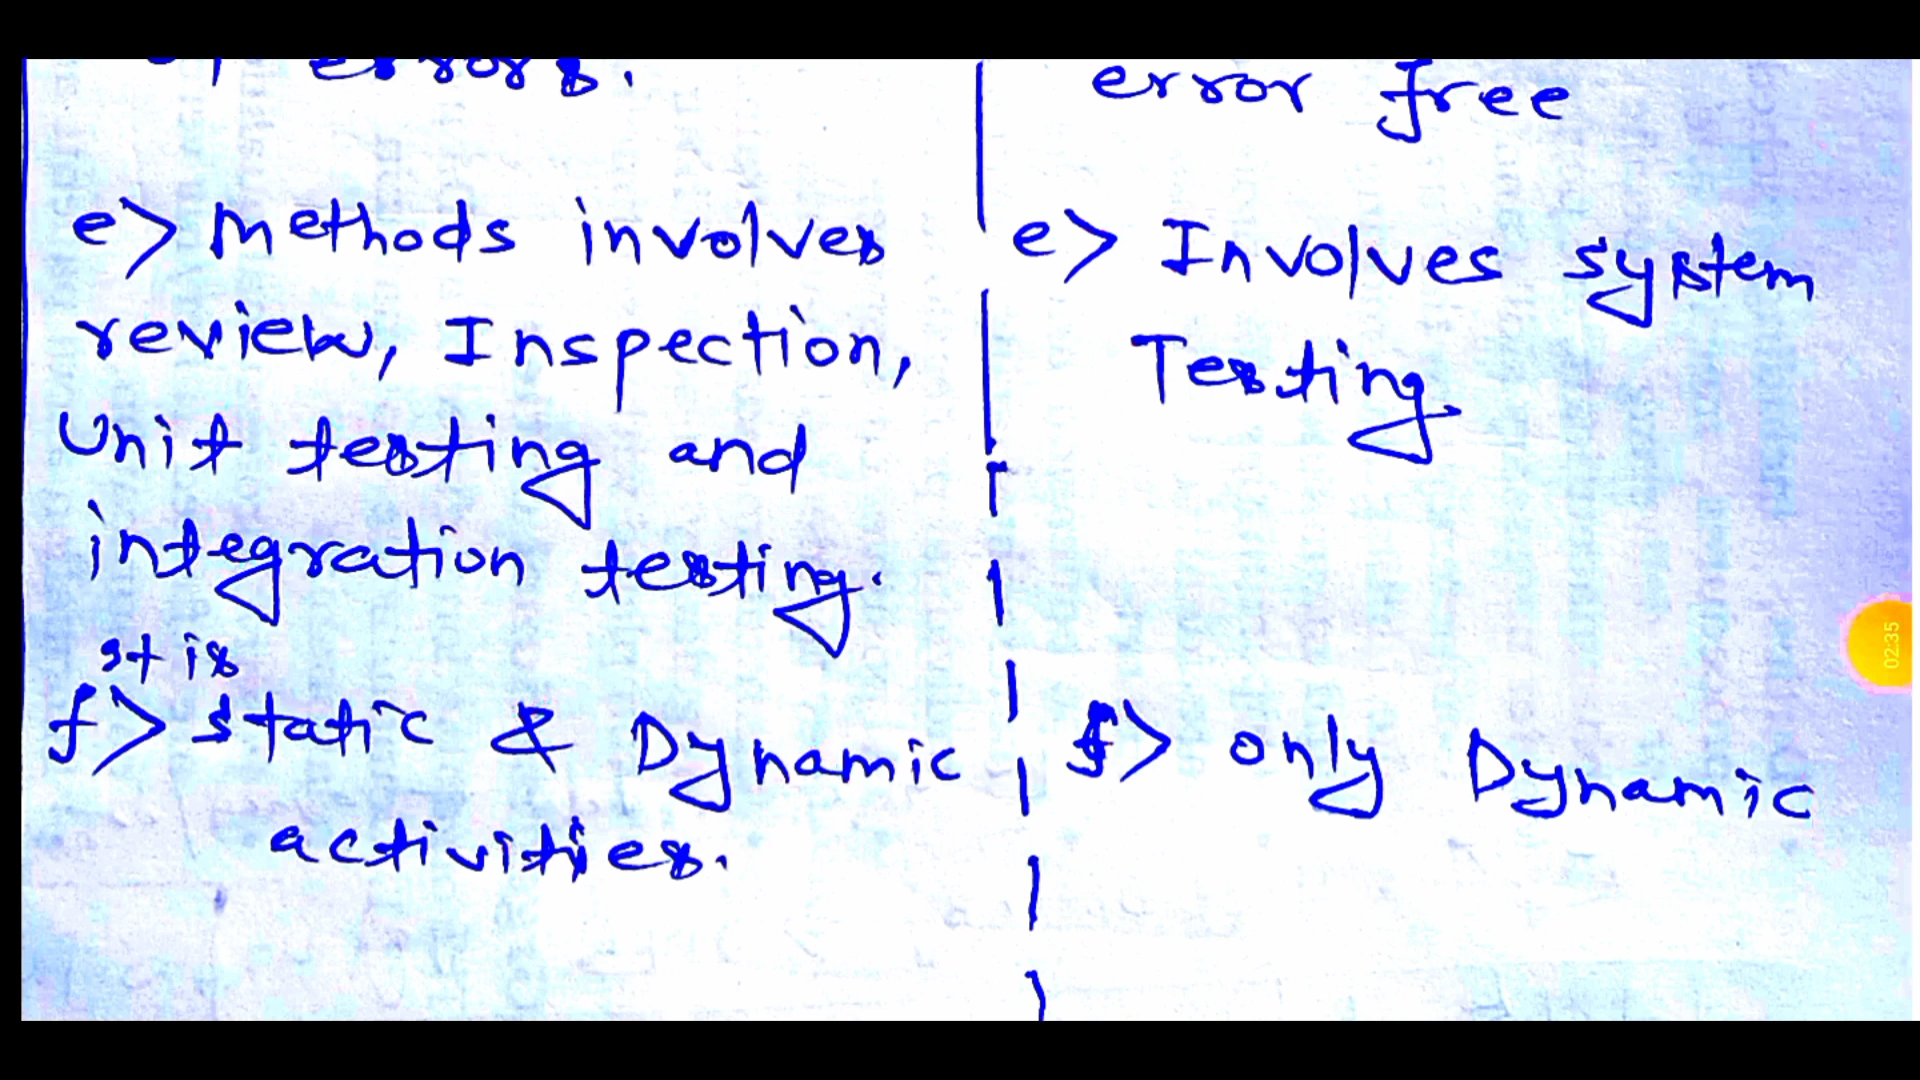 errors.
e> Methods involves
review, Inspection,
Unit testing and
integration testing.
It is
f> static & Dynamic
activities.
error free
e> Involves system
Testing
f> only Dynamic
02:35